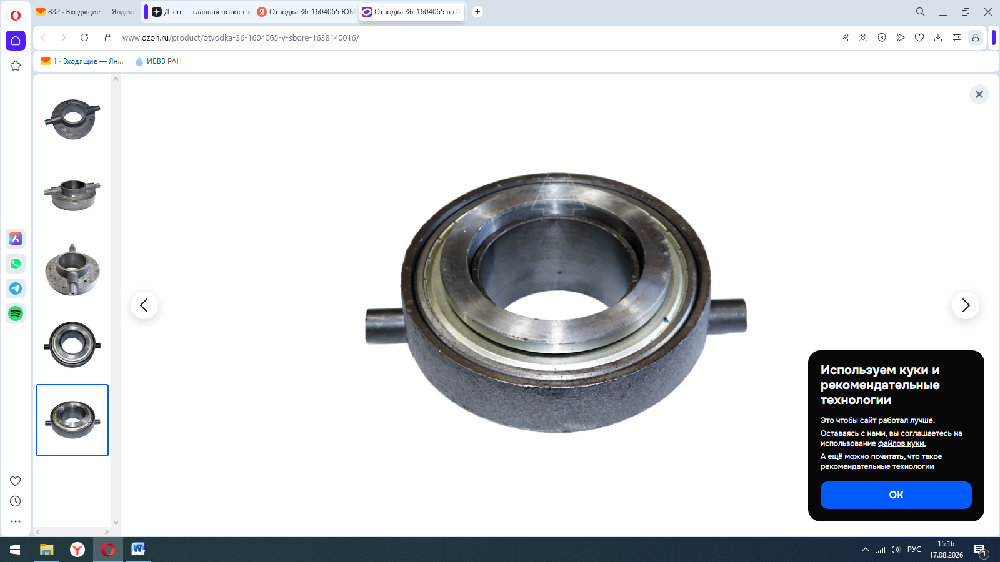 832 · Входящие — Яндекс
Дзен — главная новостна
Отводка 36-1604065 ЮМ
Отводка 36-1604065 в сб
www.ozon.ru/product/otvodka-36-1604065-v-sbore-1638140016/
1 · Входящие — Ян...
ИБВВ РАН
Используем куки и
рекомендательные
технологии
Это чтобы сайт работал лучше.
Оставаясь с нами, вы соглашаетесь на
использование файлов куки.
А ещё можно почитать, что такое
рекомендательные технологии
ОК
РУС
15:16
17.08.2026
1